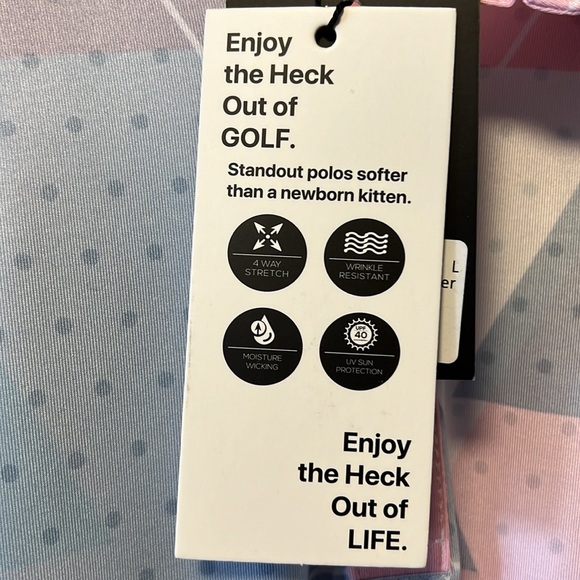 Enjoy
the Heck
Out of
GOLF.
Standout polos softer
than a newborn kitten.
4 WAY
STRETCH
WRINKLE
RESISTANT
MOISTURE
WICKING
UPF
40
UV SUN
PROTECTION
L
er
Enjoy
the Heck
Out of
LIFE.